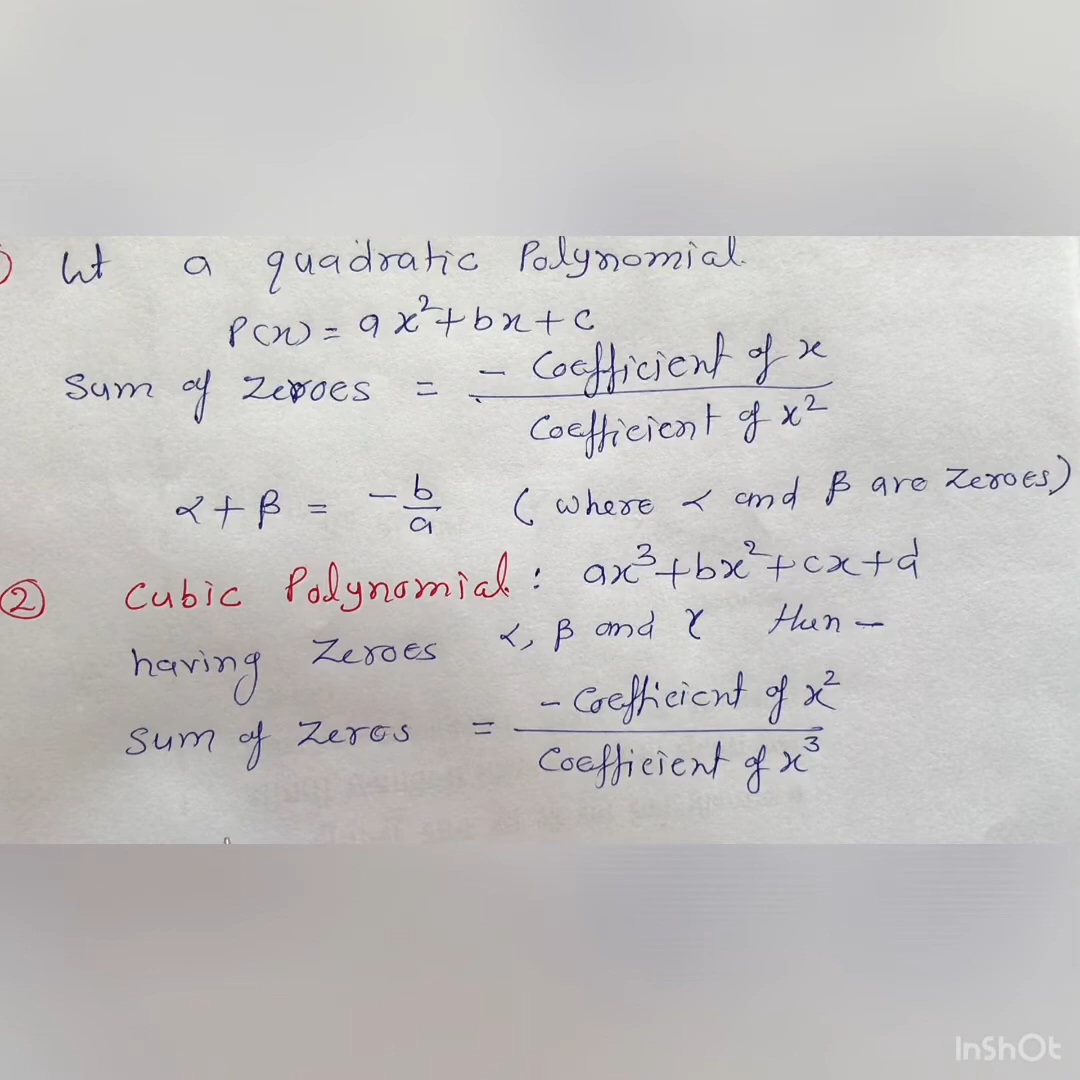 Let a quadratic Polynomial.
P(x) = ax²+bx+c
Sum of Zeroes = - Coefficient of x / Coefficient of x²
α+β = -b/a (where α and β are Zeroes)
② Cubic Polynomial : ax³+bx²+cx+d
having Zeroes α, β and γ then –
sum of Zeros = - Coefficient of x² / Coefficient of x³
InShOt